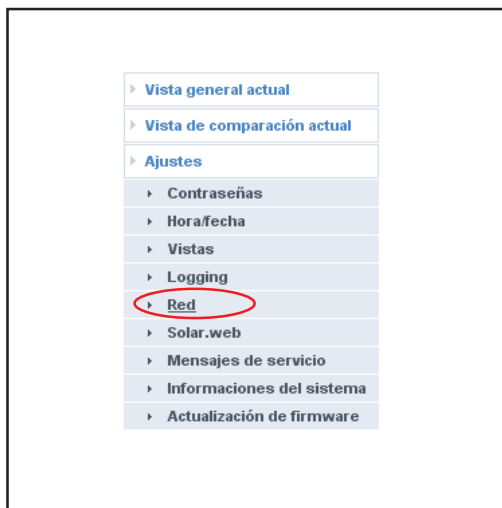 Vista general actual
Vista de comparación actual
Ajustes
Contraseñas
Hora/fecha
Vistas
Logging
Red
Solar.web
Mensajes de servicio
Informaciones del sistema
Actualización de firmware